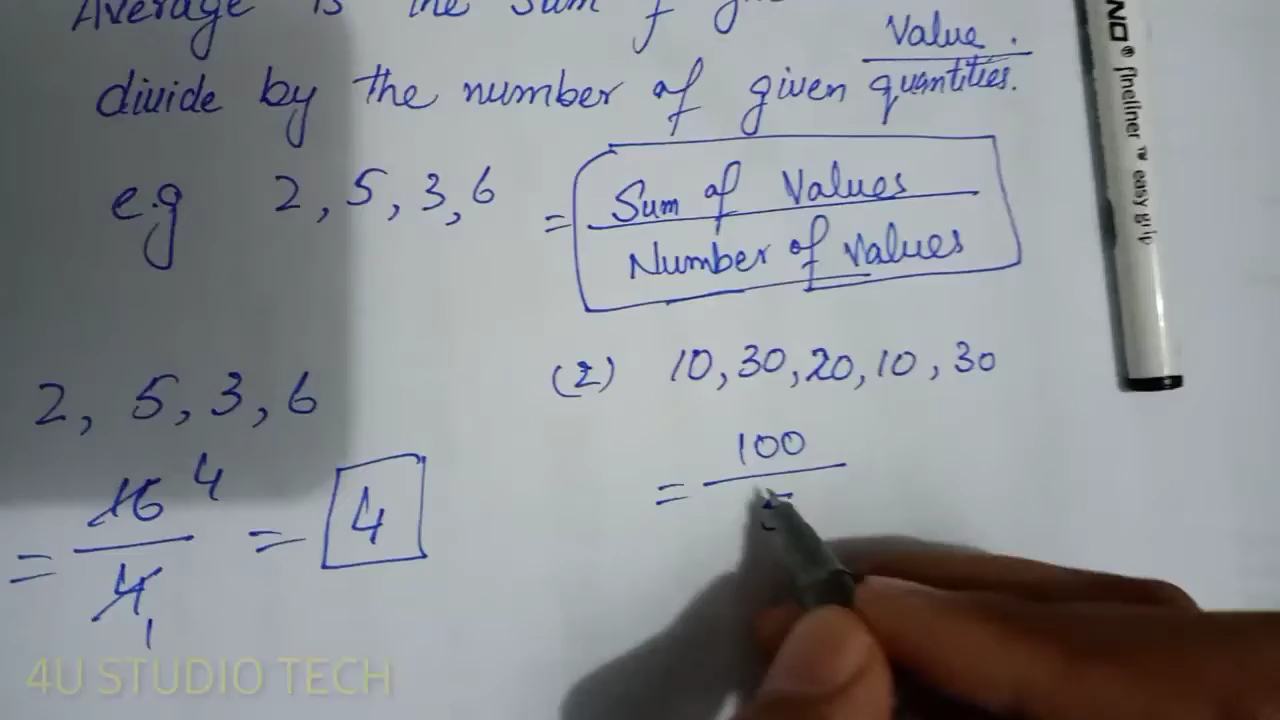 Average is the Sum of
Value.
divide by the number of given quantities.
e.g 2, 5, 3, 6 = Sum of Values
Number of Values
(2) 10, 30, 20, 10, 30
2, 5, 3, 6
= 100
5
= 16 4 = 4
4 1
NO® fineliner™ easy grip
4U STUDIO TECH